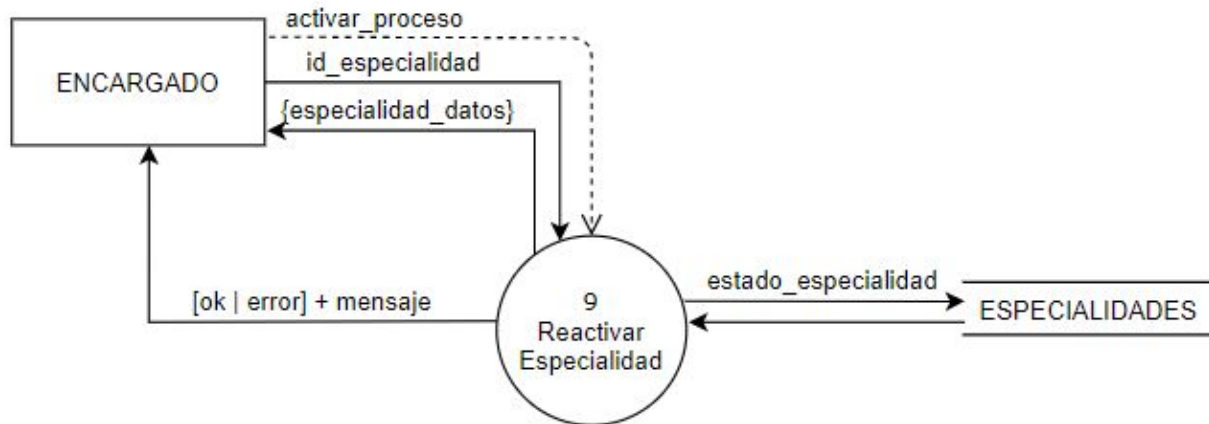 activar_proceso
id_especialidad
ENCARGADO
{especialidad_datos}
[ok | error] + mensaje
9
Reactivar
Especialidad
estado_especialidad
ESPECIALIDADES